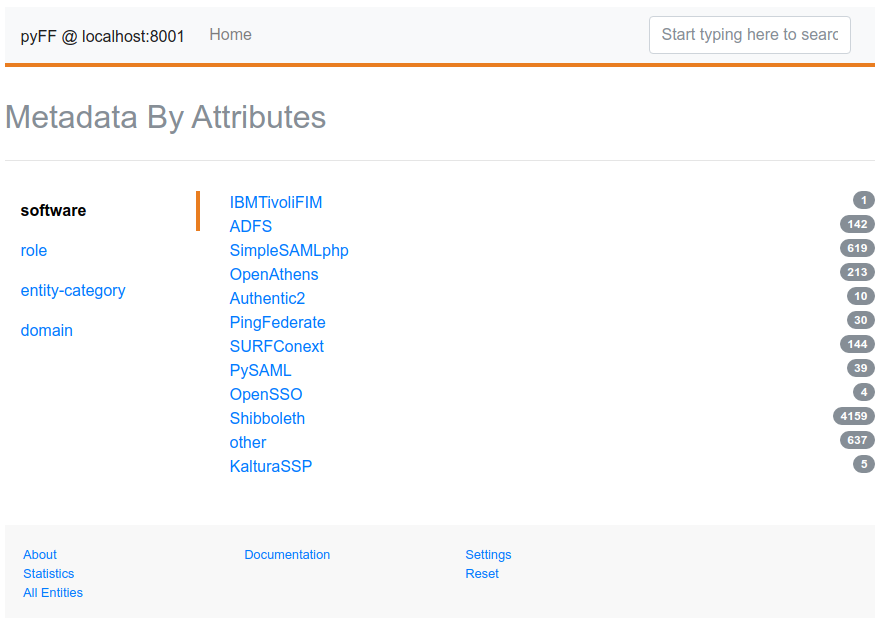 pyFF @ localhost:8001 Home Start typing here to searc
Metadata By Attributes
software
role
entity-category
domain
IBMTivoliFIM 1
ADFS 142
SimpleSAMLphp 619
OpenAthens 213
Authentic2 10
PingFederate 30
SURFConext 144
PySAML 39
OpenSSO 4
Shibboleth 4159
other 637
KalturaSSP 5
About Documentation Settings
Statistics Reset
All Entities